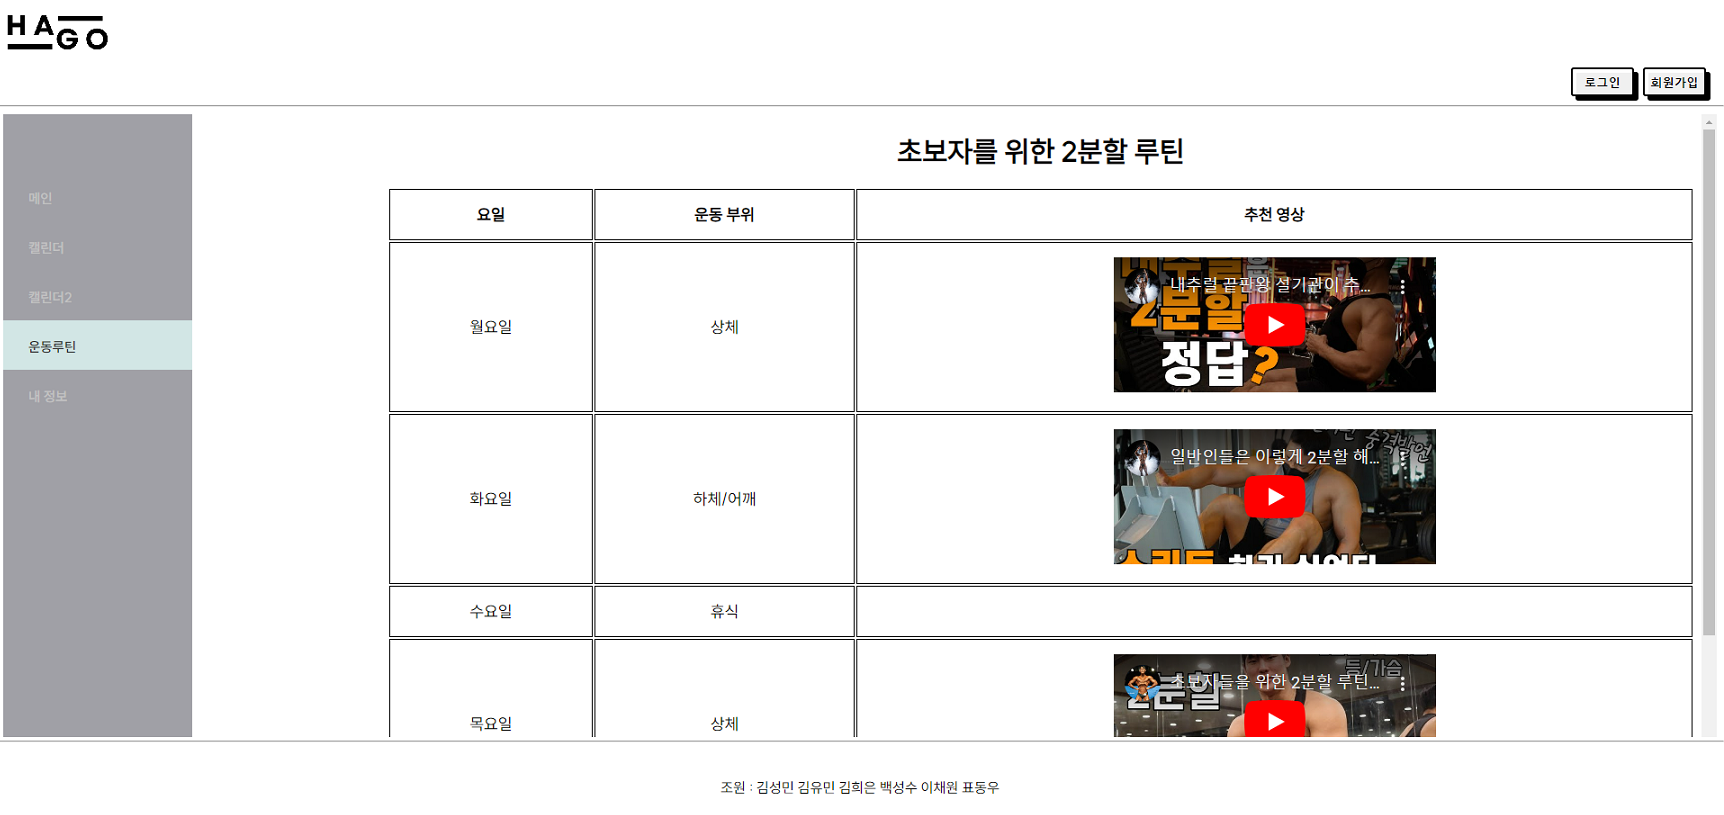 HAGO
로그인 회원가입
메인
캘린더
캘린더2
운동루틴
내 정보
초보자를 위한 2분할 루틴
요일 운동 부위 추천 영상
월요일 상체
내추럴 끝판왕 설기관이 추...
2분할
정답?
화요일 하체/어깨
일반인들은 이렇게 2분할 해...
수요일 휴식
목요일 상체
초보자들을 위한 2분할 루틴...
2분할
등/가슴
조원 : 김성민 김유민 김희은 백성수 이채원 표동우